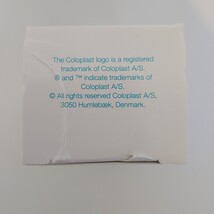 The Coloplast logo is a registered
trademark of Coloplast A/S.
® and ™ indicate trademarks of
Coloplast A/S.
© All rights reserved Coloplast A/S,
3050 Humlebæk, Denmark.